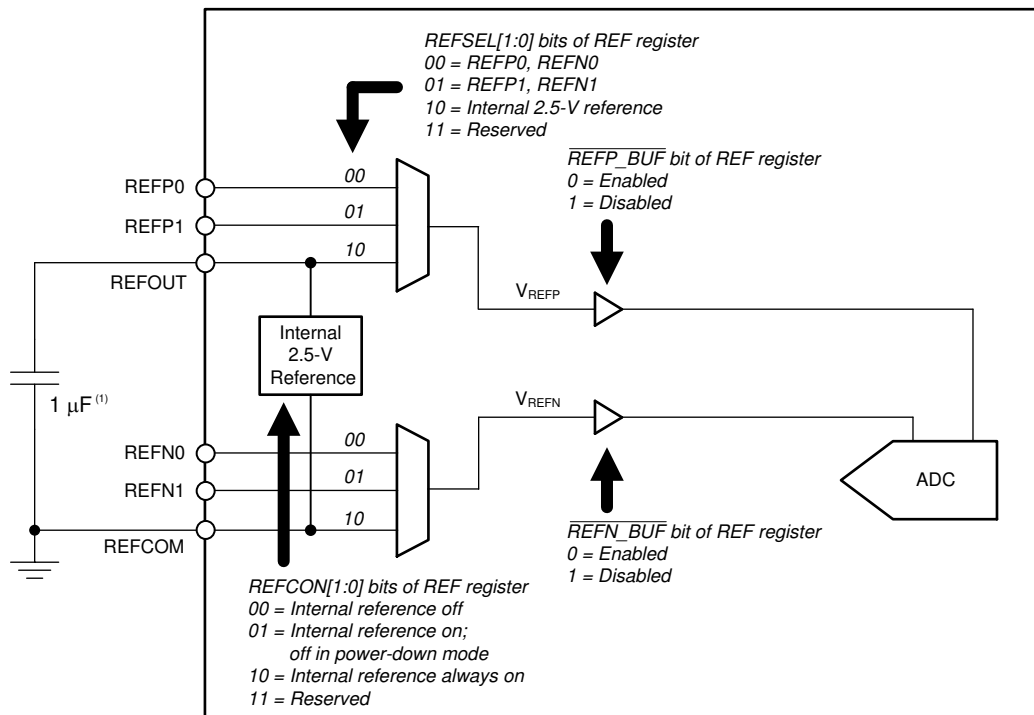 REFSEL[1:0] bits of REF register
00 = REFP0, REFN0
01 = REFP1, REFN1
10 = Internal 2.5-V reference
11 = Reserved
REFP_BUF bit of REF register
0 = Enabled
1 = Disabled
REFP0
00
REFP1
01
REFOUT
10
VREFP
Internal
2.5-V
Reference
1 μF(1)
VREFN
REFN0
00
REFN1
01
REFCOM
10
ADC
REFN_BUF bit of REF register
0 = Enabled
1 = Disabled
REFCON[1:0] bits of REF register
00 = Internal reference off
01 = Internal reference on;
off in power-down mode
10 = Internal reference always on
11 = Reserved